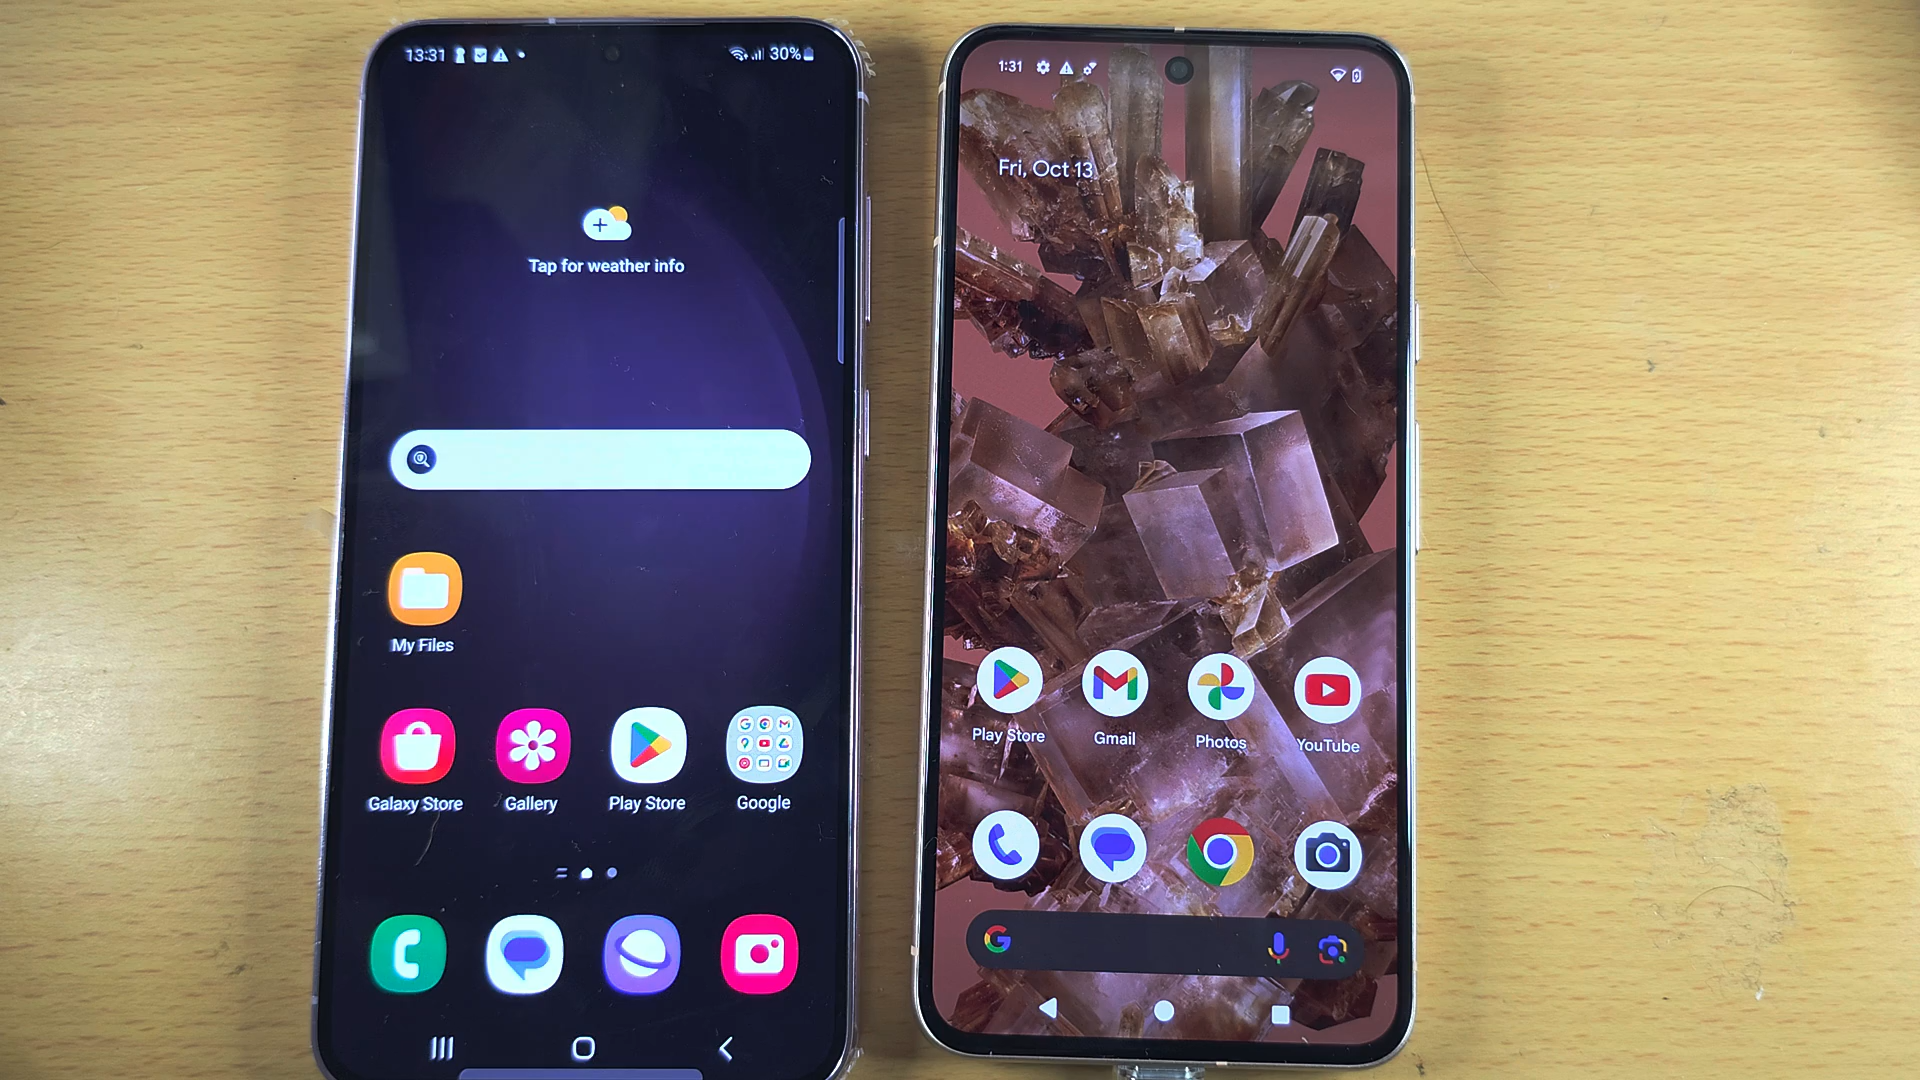 13:31
30%
Tap for weather info
My Files
Galaxy Store
Gallery
Play Store
Google
1:31
Fri, Oct 13
Play Store
Gmail
Photos
YouTube